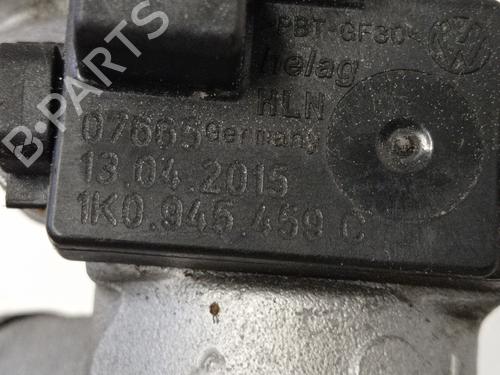 >PBT-GF30<
helag
HLN
07665 Germany
13.04.2015
1K0.945.459 C
B-PARTS